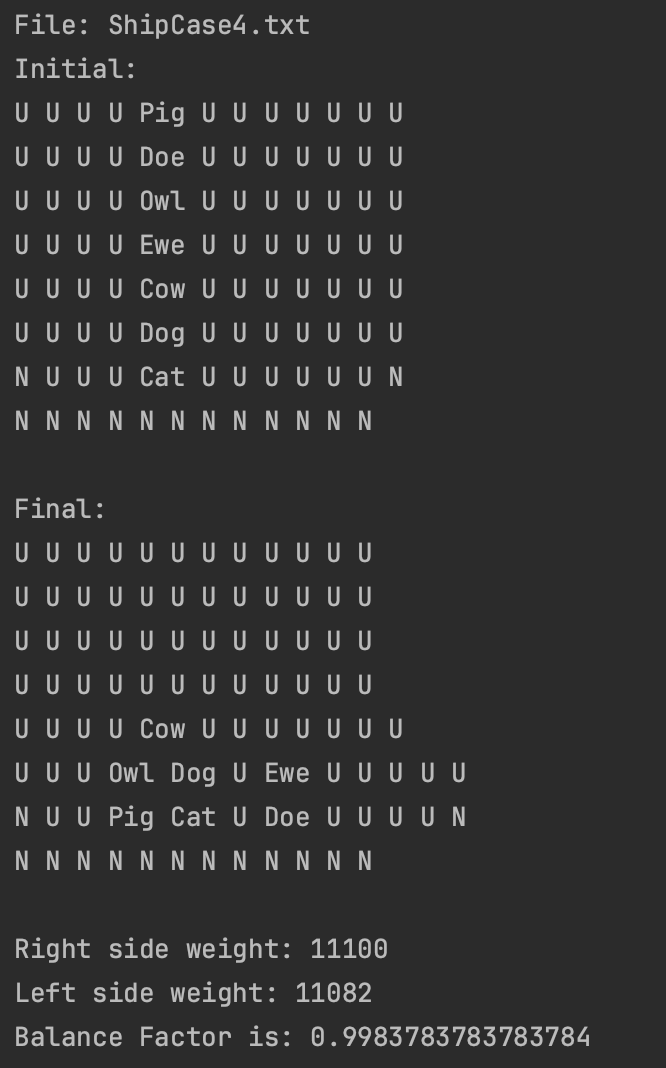 File: ShipCase4.txt
Initial:
U U U U Pig U U U U U U U
U U U U Doe U U U U U U U
U U U U Owl U U U U U U U
U U U U Ewe U U U U U U U
U U U U Cow U U U U U U U
U U U U Dog U U U U U U U
N U U U Cat U U U U U U N
N N N N N N N N N N N N
Final:
U U U U U U U U U U U U
U U U U U U U U U U U U
U U U U U U U U U U U U
U U U U U U U U U U U U
U U U U Cow U U U U U U U
U U U Owl Dog U Ewe U U U U U
N U U Pig Cat U Doe U U U U N
N N N N N N N N N N N N
Right side weight: 11100
Left side weight: 11082
Balance Factor is: 0.9983783783783784